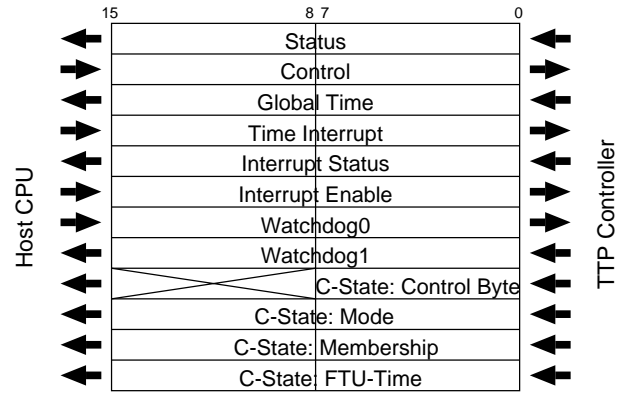 15 8 7 0
Status
Control
Global Time
Time Interrupt
Interrupt Status
Interrupt Enable
Watchdog0
Watchdog1
C-State: Control Byte
C-State: Mode
C-State: Membership
C-State: FTU-Time
Host CPU
TTP Controller